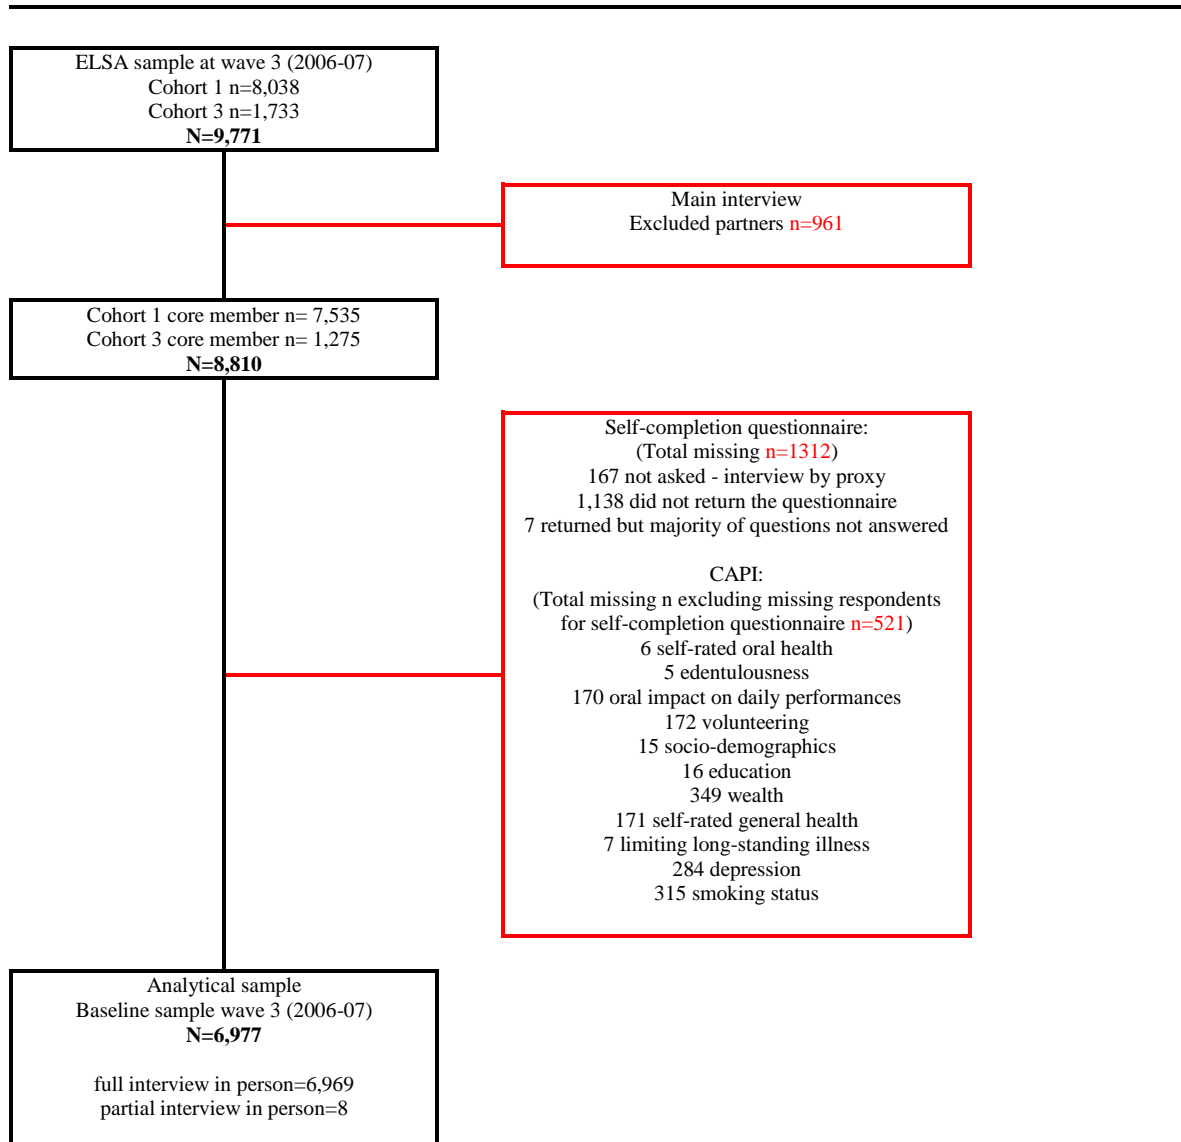 ELSA sample at wave 3 (2006-07)
Cohort 1 n=8,038
Cohort 3 n=1,733
N=9,771
Main interview
Excluded partners n=961
Cohort 1 core member n= 7,535
Cohort 3 core member n= 1,275
N=8,810
Self-completion questionnaire:
(Total missing n=1312)
167 not asked - interview by proxy
1,138 did not return the questionnaire
7 returned but majority of questions not answered
CAPI:
(Total missing n excluding missing respondents
for self-completion questionnaire n=521)
6 self-rated oral health
5 edentulousness
170 oral impact on daily performances
172 volunteering
15 socio-demographics
16 education
349 wealth
171 self-rated general health
7 limiting long-standing illness
284 depression
315 smoking status
Analytical sample
Baseline sample wave 3 (2006-07)
N=6,977
full interview in person=6,969
partial interview in person=8